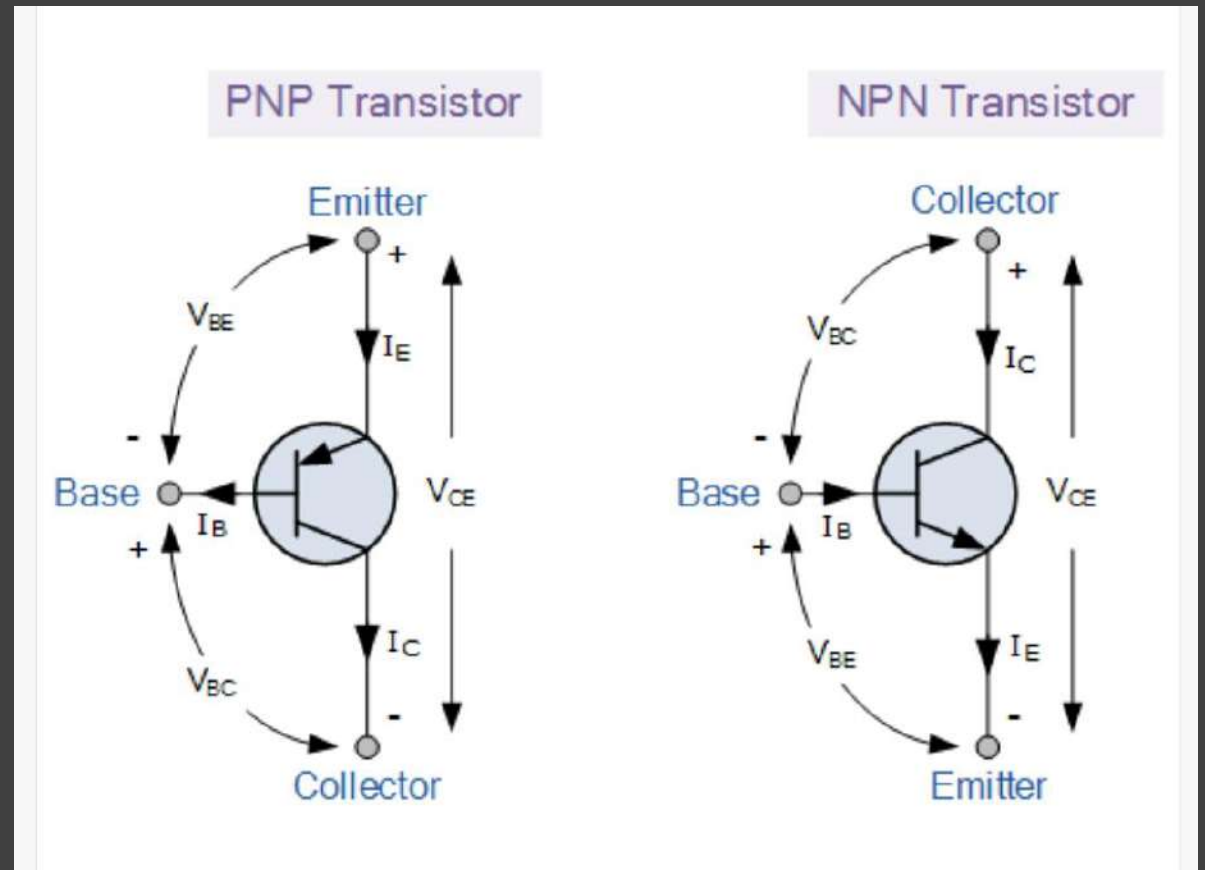 PNP Transistor
Emitter
+
VBE
IE
-
Base
IB
VCE
+
IC
VBC
-
Collector
NPN Transistor
Collector
+
VBC
IC
-
Base
IB
VCE
+
IE
VBE
-
Emitter